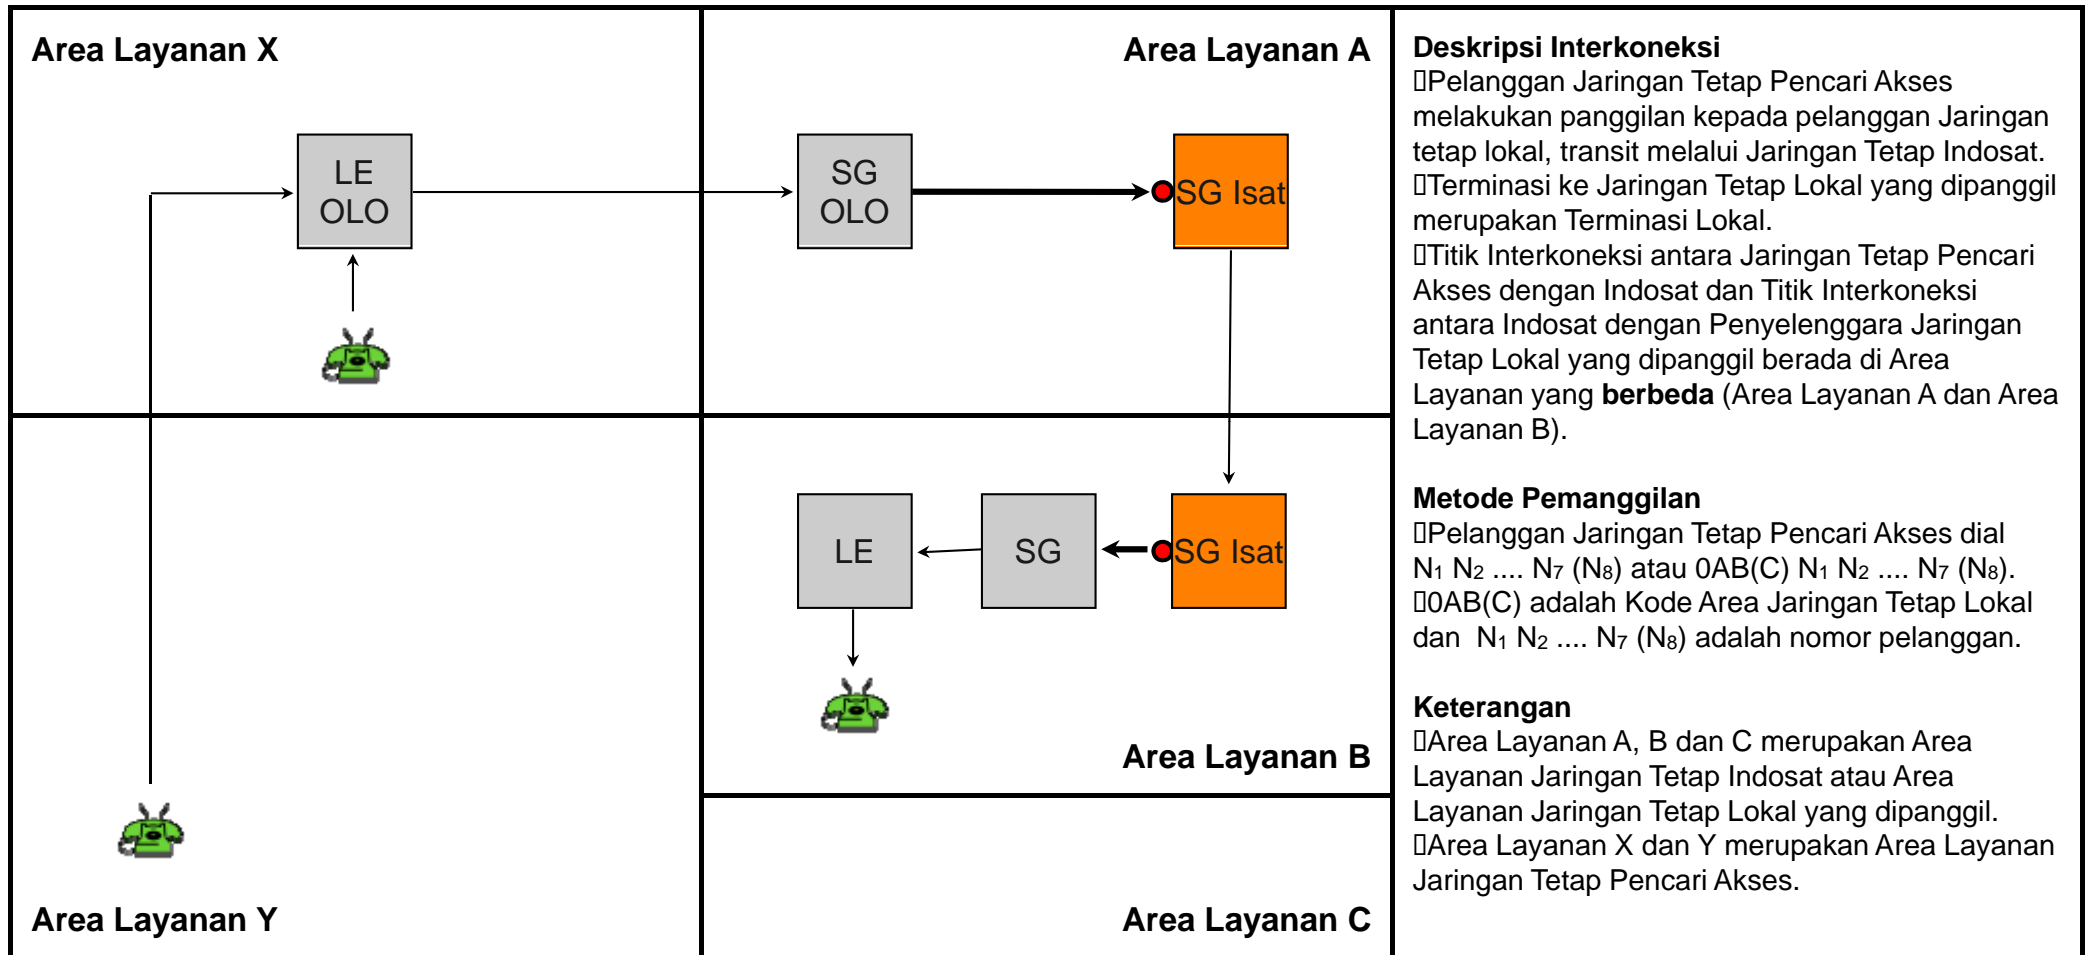 Area Layanan X
Area Layanan A
LE
OLO
SG
OLO
SG Isat
LE
SG
SG Isat
Area Layanan B
Area Layanan Y
Area Layanan C
Deskripsi Interkoneksi
Pelanggan Jaringan Tetap Pencari Akses
melakukan panggilan kepada pelanggan Jaringan
tetap lokal, transit melalui Jaringan Tetap Indosat.
Terminasi ke Jaringan Tetap Lokal yang dipanggil
merupakan Terminasi Lokal.
Titik Interkoneksi antara Jaringan Tetap Pencari
Akses dengan Indosat dan Titik Interkoneksi
antara Indosat dengan Penyelenggara Jaringan
Tetap Lokal yang dipanggil berada di Area
Layanan yang berbeda (Area Layanan A dan Area
Layanan B).
Metode Pemanggilan
Pelanggan Jaringan Tetap Pencari Akses dial
N₁ N₂ .... N₇ (N₈) atau 0AB(C) N₁ N₂ .... N₇ (N₈).
0AB(C) adalah Kode Area Jaringan Tetap Lokal
dan N₁ N₂ .... N₇ (N₈) adalah nomor pelanggan.
Keterangan
Area Layanan A, B dan C merupakan Area
Layanan Jaringan Tetap Indosat atau Area
Layanan Jaringan Tetap Lokal yang dipanggil.
Area Layanan X dan Y merupakan Area Layanan
Jaringan Tetap Pencari Akses.